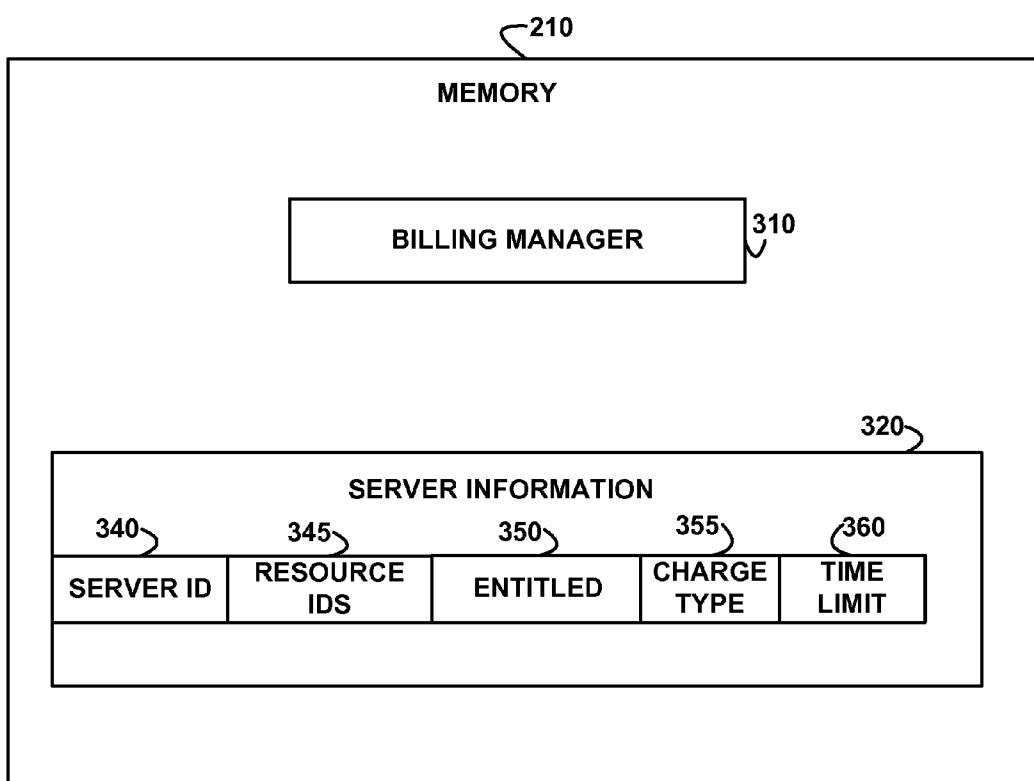 210
MEMORY
BILLING MANAGER
310
320
SERVER INFORMATION
340 345 350 355 360
SERVER ID
RESOURCE
IDS
ENTITLED
CHARGE
TYPE
TIME
LIMIT